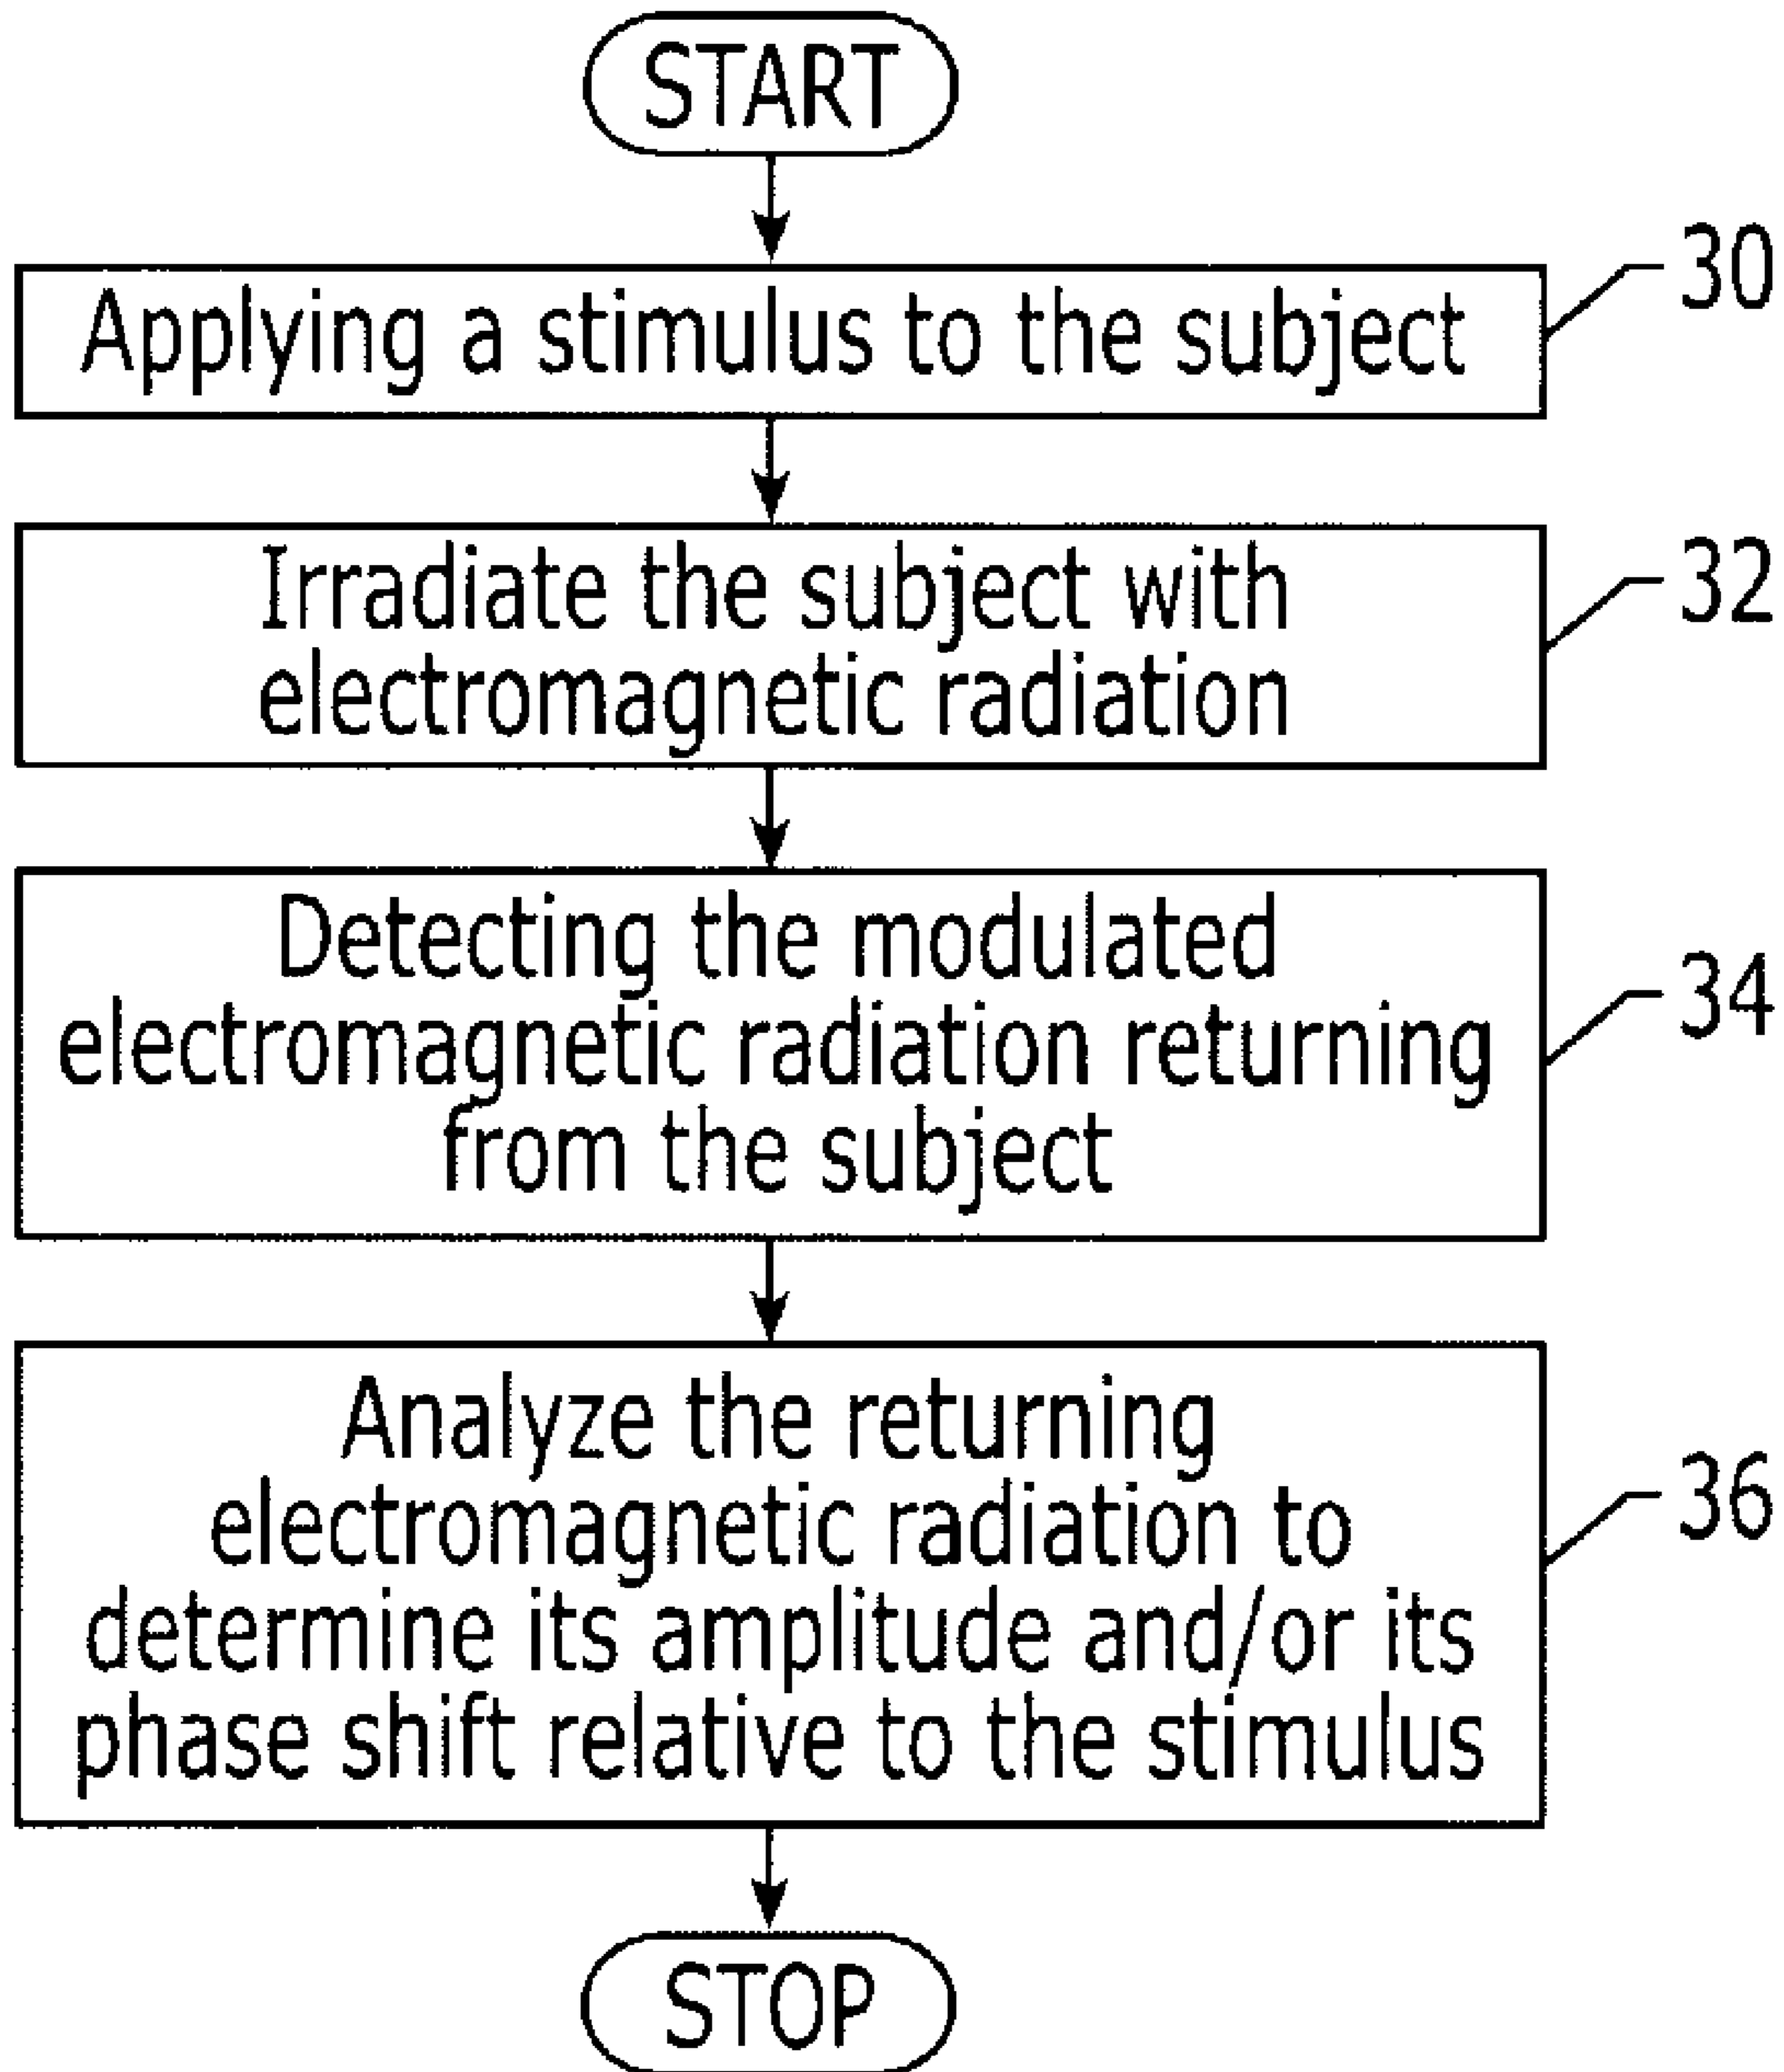 START
Applying a stimulus to the subject
30
Irradiate the subject with
electromagnetic radiation
32
Detecting the modulated
electromagnetic radiation returning
from the subject
34
Analyze the returning
electromagnetic radiation to
determine its amplitude and/or its
phase shift relative to the stimulus
36
STOP